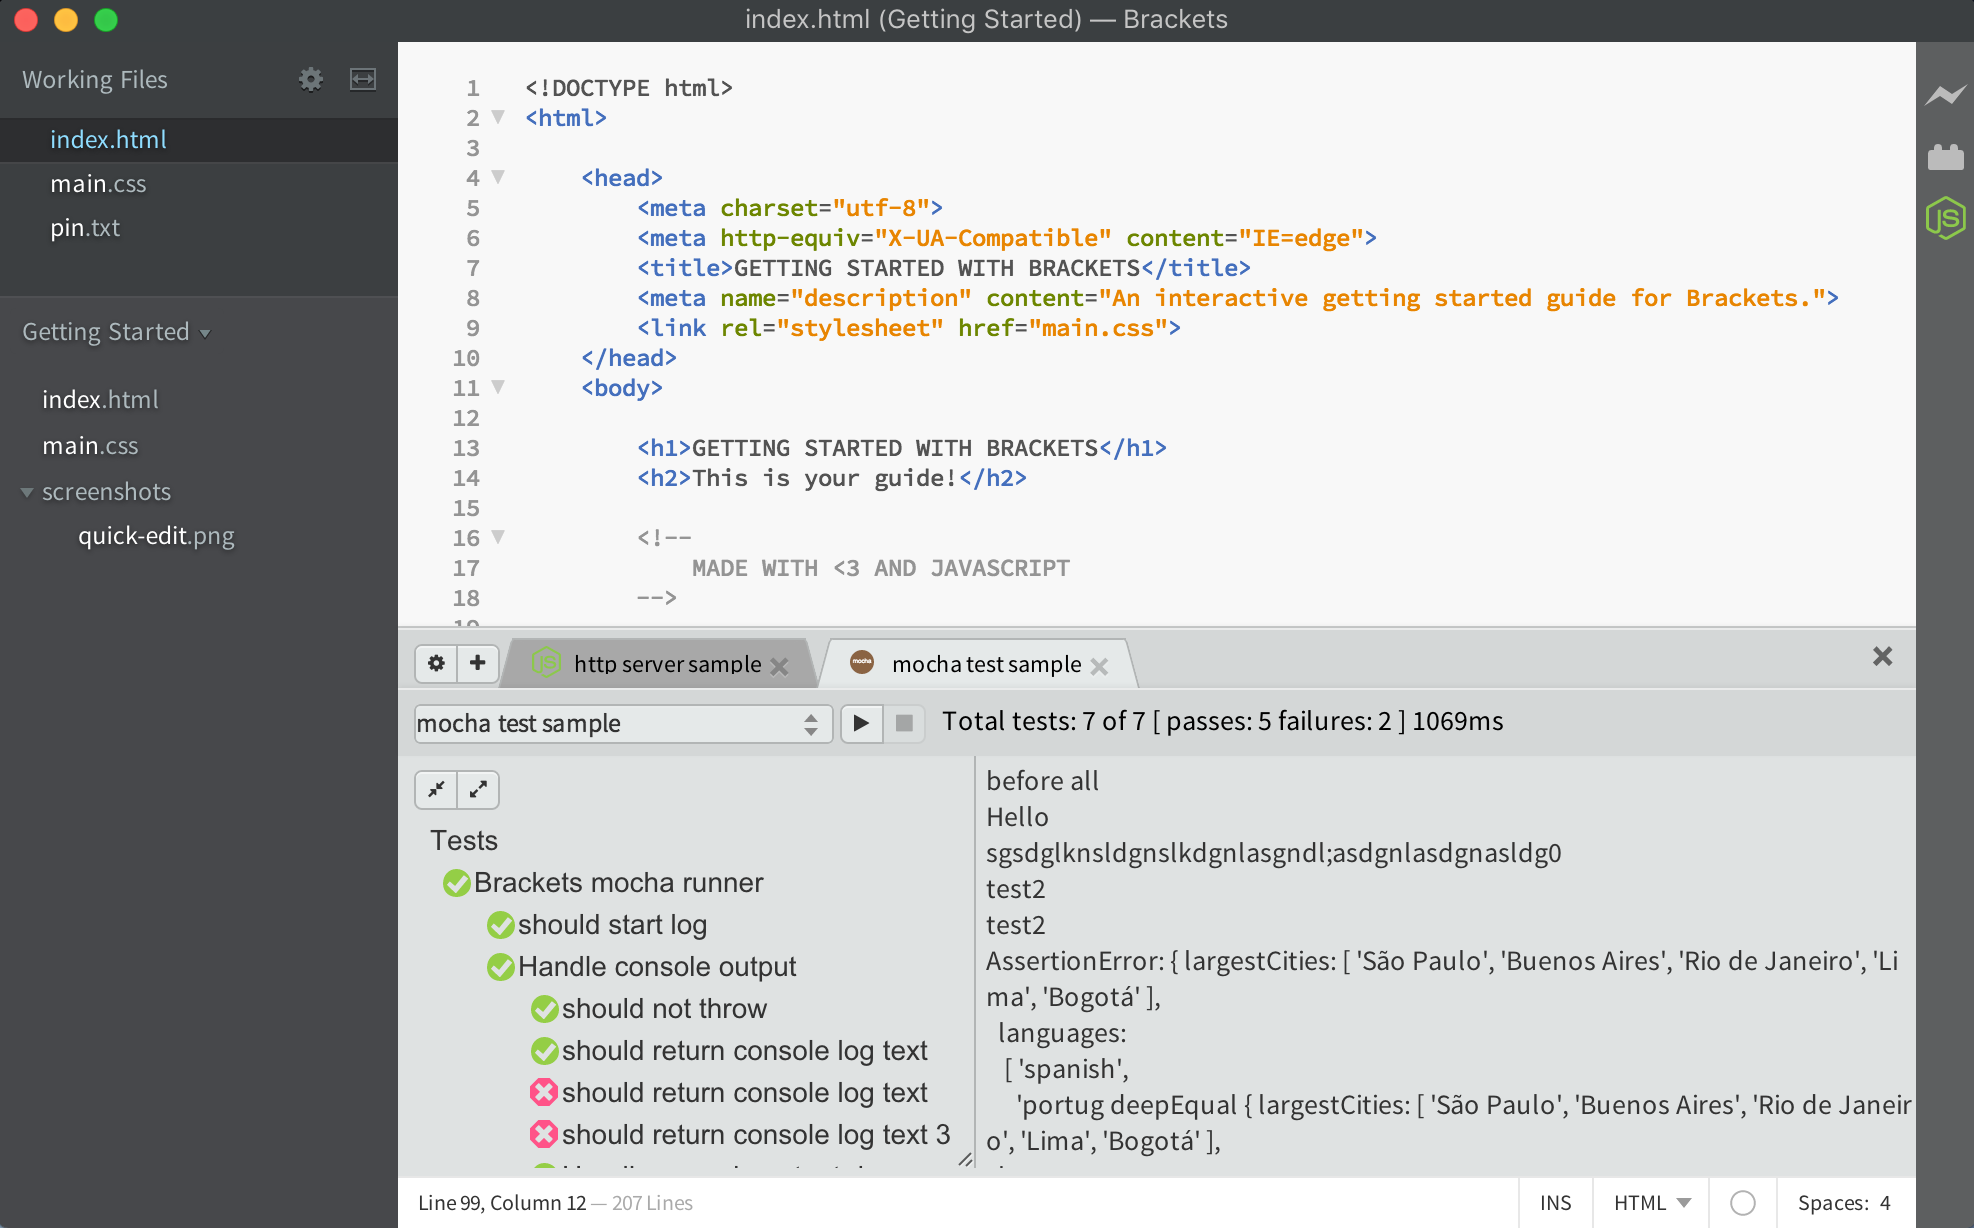 index.html (Getting Started) — Brackets
Working Files
index.html
main.css
pin.txt
Getting Started
index.html
main.css
screenshots
quick-edit.png
1 <!DOCTYPE html>
2 <html>
3
4 <head>
5 <meta charset="utf-8">
6 <meta http-equiv="X-UA-Compatible" content="IE=edge">
7 <title>GETTING STARTED WITH BRACKETS</title>
8 <meta name="description" content="An interactive getting started guide for Brackets.">
9 <link rel="stylesheet" href="main.css">
10 </head>
11 <body>
12
13 <h1>GETTING STARTED WITH BRACKETS</h1>
14 <h2>This is your guide!</h2>
15
16 <!--
17 MADE WITH <3 AND JAVASCRIPT
18 -->
JS
http server sample
mocha
mocha test sample
mocha test sample
Total tests: 7 of 7 [ passes: 5 failures: 2 ] 1069ms
Tests
Brackets mocha runner
should start log
Handle console output
should not throw
should return console log text
should return console log text
should return console log text 3
before all
Hello
sgsdglknsldgnslkdgnlasgndl;asdgnlasdgnasldg0
test2
test2
AssertionError: { largestCities: [ 'São Paulo', 'Buenos Aires', 'Rio de Janeiro', 'Li
ma', 'Bogotá' ],
languages:
[ 'spanish',
'portug deepEqual { largestCities: [ 'São Paulo', 'Buenos Aires', 'Rio de Janeir
o', 'Lima', 'Bogotá' ],
JS
Line 99, Column 12 — 207 Lines
INS
HTML
Spaces: 4